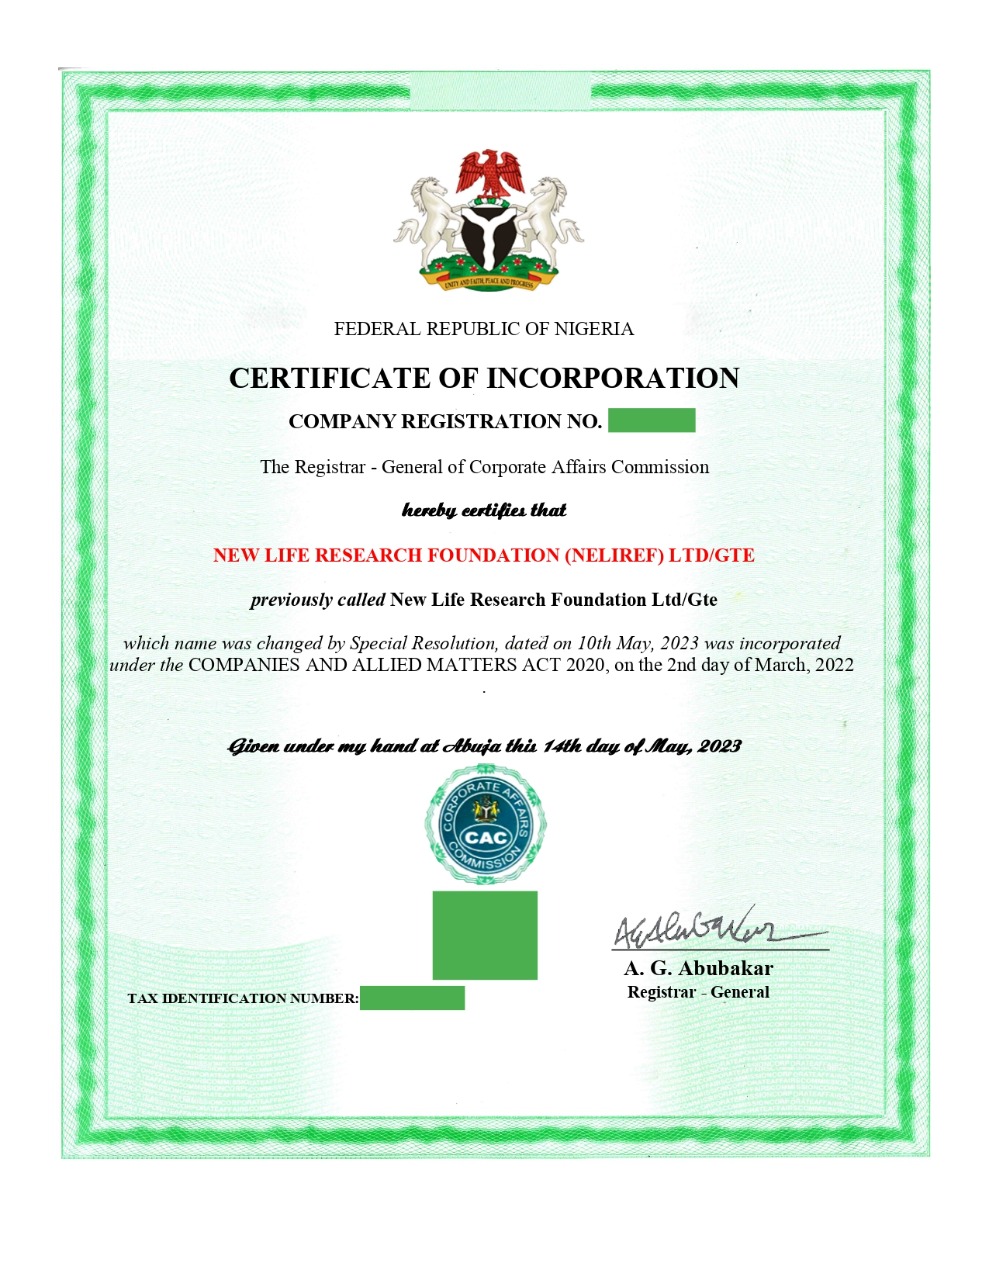 UNITY AND FAITH, PEACE AND PROGRESS
FEDERAL REPUBLIC OF NIGERIA
CERTIFICATE OF INCORPORATION
COMPANY REGISTRATION NO.
The Registrar - General of Corporate Affairs Commission
hereby certifies that
NEW LIFE RESEARCH FOUNDATION (NELIREF) LTD/GTE
previously called New Life Research Foundation Ltd/Gte
which name was changed by Special Resolution, dated on 10th May, 2023 was incorporated
under the COMPANIES AND ALLIED MATTERS ACT 2020, on the 2nd day of March, 2022
.
Given under my hand at Abuja this 14th day of May, 2023
CORPORATE AFFAIRS
CAC
COMMISSION
A. G. Abubakar
Registrar - General
TAX IDENTIFICATION NUMBER: